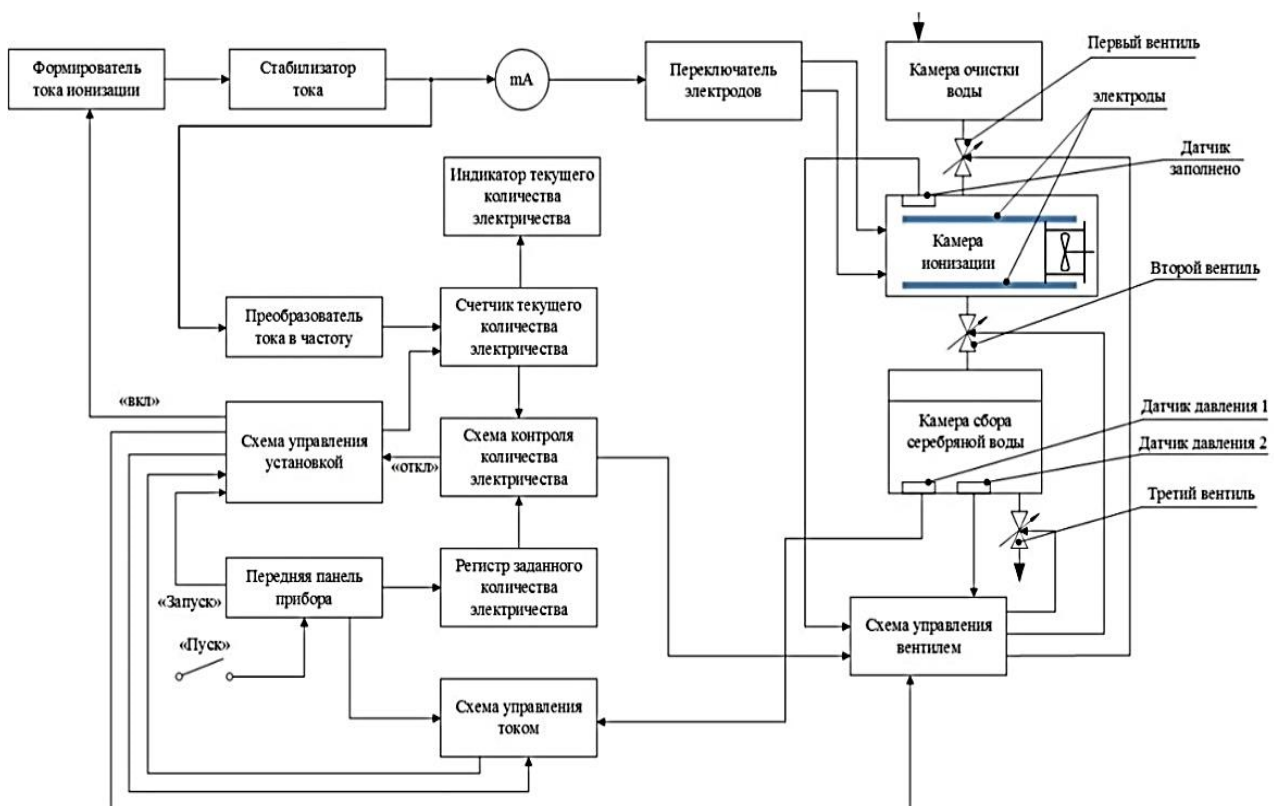 Формирователь
тока ионизации
Стабилизатор
тока
mA
Переключатель
электродов
Камера очистки
воды
Первый вентиль
электроды
Датчик
заполнено
Индикатор текущего
количества
электричества
Камера
ионизации
Второй вентиль
Преобразователь
тока в частоту
Счетчик текущего
количества
электричества
«вкл»
Схема управления
установкой
«откл»
Схема контроля
количества
электричества
Камера сбора
серебряной воды
Датчик давления 1
Датчик давления 2
Третий вентиль
«Запуск»
Передняя панель
прибора
Регистр заданного
количества
электричества
«Пуск»
Схема управления
вентилем
Схема управления
током